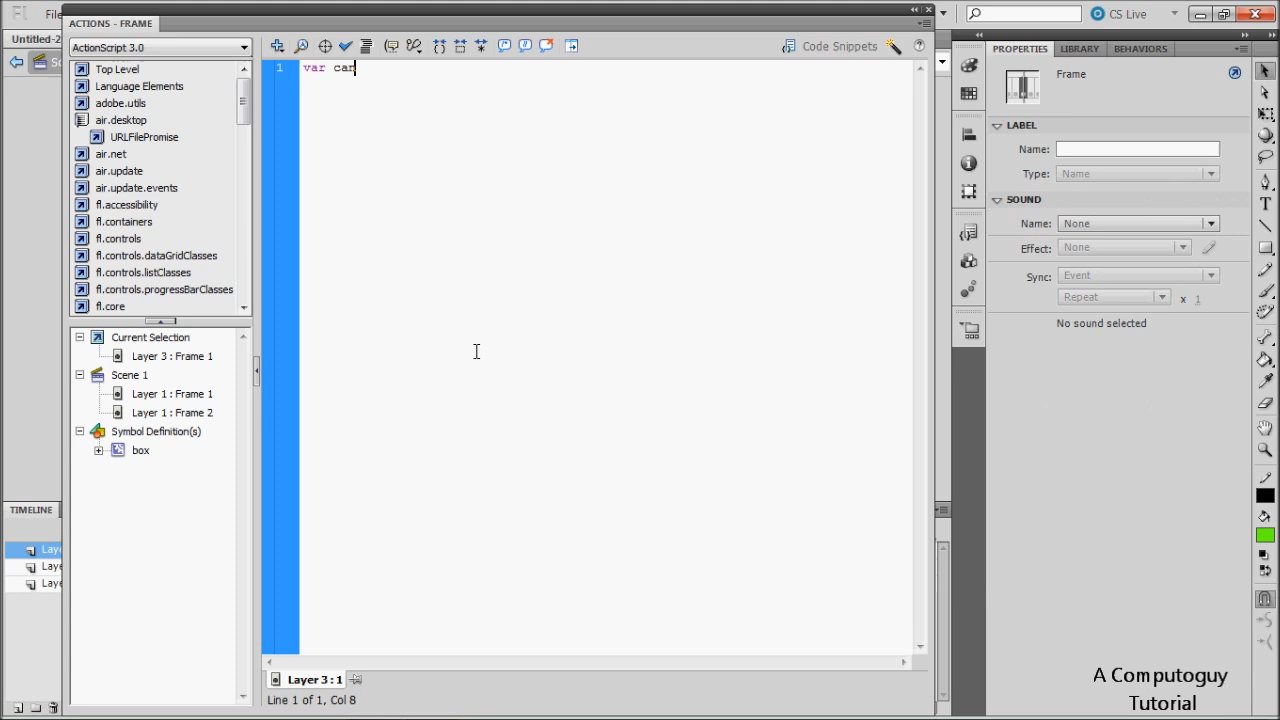 Fl
File
ACTIONS - FRAME
CS Live
Untitled-2
ActionScript 3.0
Code Snippets
PROPERTIES LIBRARY BEHAVIORS
1 var can
Top Level
Language Elements
adobe.utils
air.desktop
URLFilePromise
air.net
air.update
air.update.events
fl.accessibility
fl.containers
fl.controls
fl.controls.dataGridClasses
fl.controls.listClasses
fl.controls.progressBarClasses
fl.core
Frame
LABEL
Name:
Type: Name
SOUND
Name: None
Effect: None
Sync: Event
Repeat x 1
No sound selected
Current Selection
Layer 3 : Frame 1
Scene 1
Layer 1 : Frame 1
Layer 1 : Frame 2
Symbol Definition(s)
box
TIMELINE
Laye
Laye
Laye
Layer 3 : 1
Line 1 of 1, Col 8
A Computoguy
Tutorial